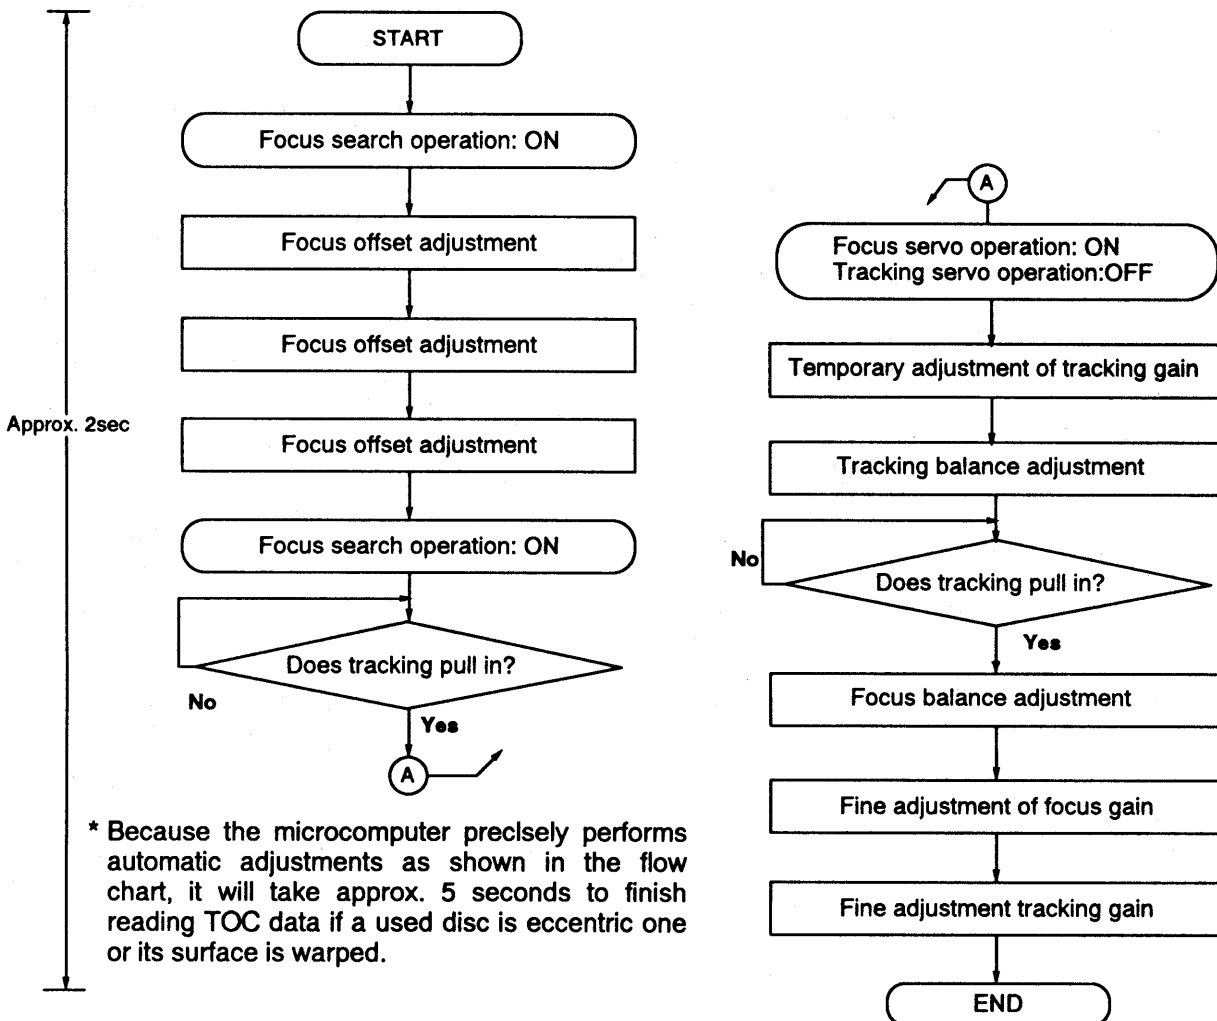 START
Focus search operation: ON
Focus offset adjustment
Focus offset adjustment
Focus offset adjustment
Approx. 2sec
Focus search operation: ON
Does tracking pull in?
No
Yes
A
* Because the microcomputer precisely performs
automatic adjustments as shown in the flow
chart, it will take approx. 5 seconds to finish
reading TOC data if a used disc is eccentric one
or its surface is warped.
A
Focus servo operation: ON
Tracking servo operation:OFF
Temporary adjustment of tracking gain
Tracking balance adjustment
No
Does tracking pull in?
Yes
Focus balance adjustment
Fine adjustment of focus gain
Fine adjustment tracking gain
END